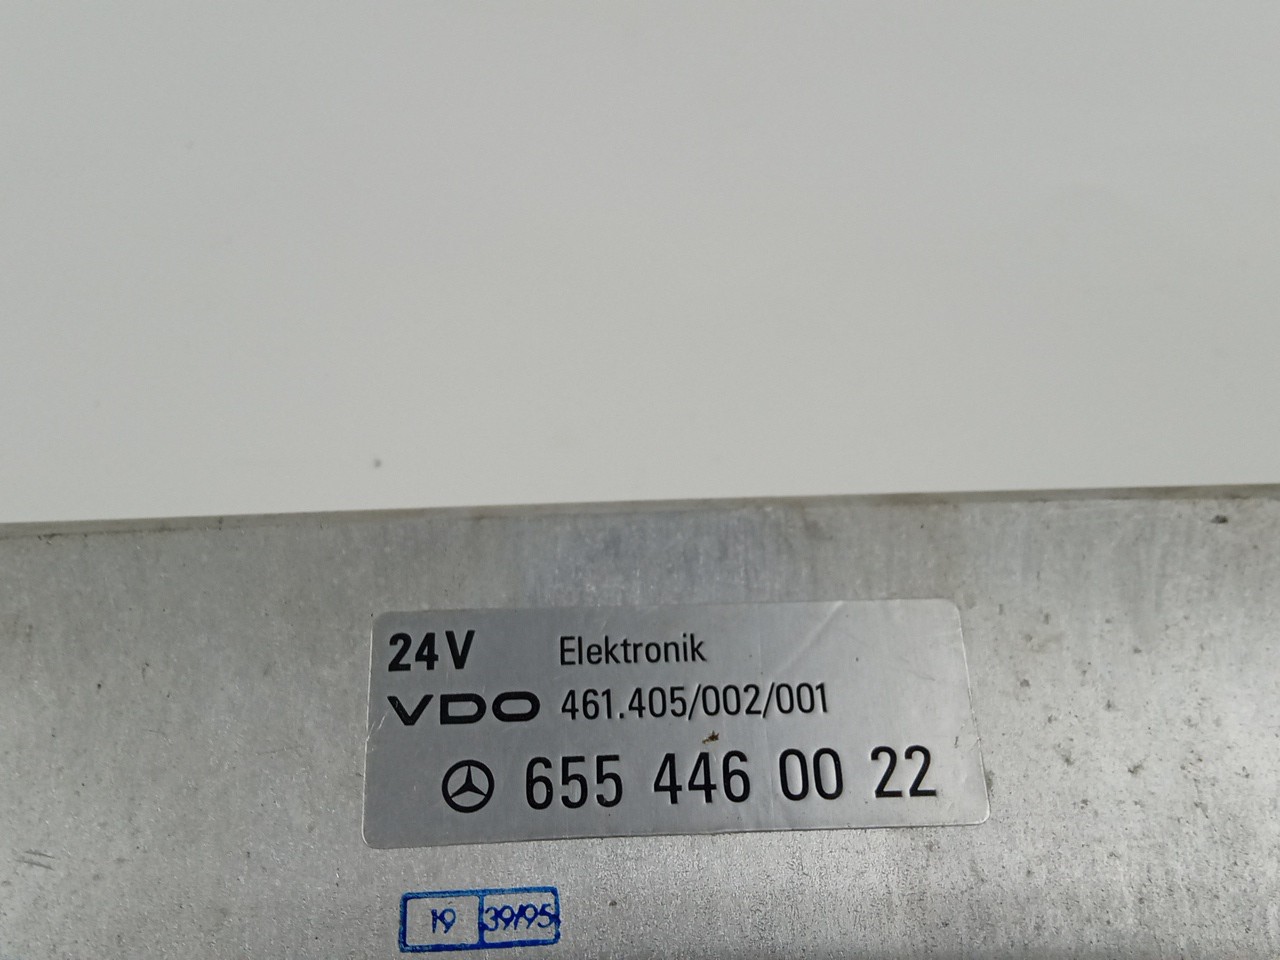 24V Elektronik
VDO 461.405/002/001
655 446 00 22
19 39/95